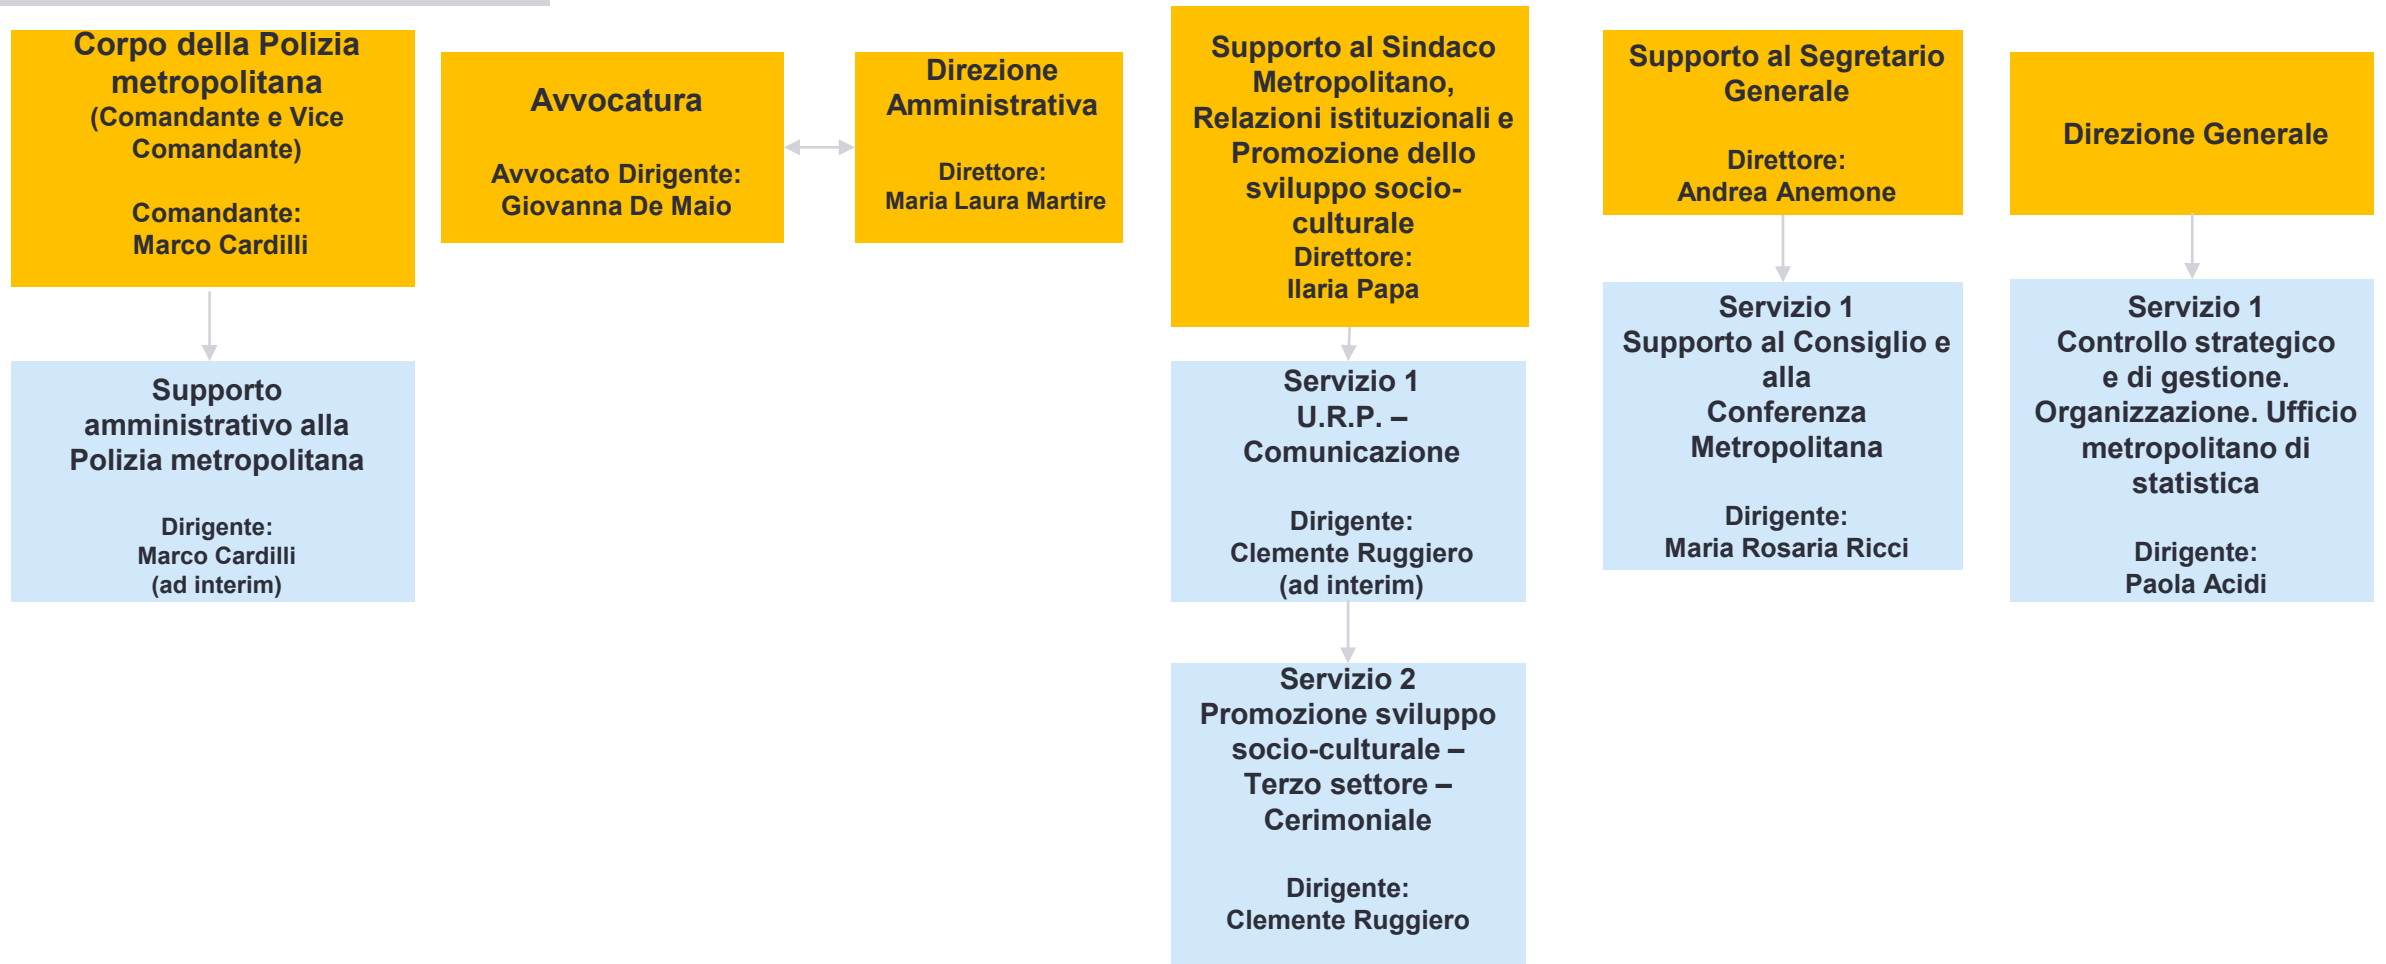 Corpo della Polizia
metropolitana
(Comandante e Vice
Comandante)
Comandante:
Marco Cardilli
Supporto
amministrativo alla
Polizia metropolitana
Dirigente:
Marco Cardilli
(ad interim)
Avvocatura
Avvocato Dirigente:
Giovanna De Maio
Direzione
Amministrativa
Direttore:
Maria Laura Martire
Supporto al Sindaco
Metropolitano,
Relazioni istituzionali e
Promozione dello
sviluppo socio-
culturale
Direttore:
Ilaria Papa
Servizio 1
U.R.P. –
Comunicazione
Dirigente:
Clemente Ruggiero
(ad interim)
Servizio 2
Promozione sviluppo
socio-culturale –
Terzo settore –
Cerimoniale
Dirigente:
Clemente Ruggiero
Supporto al Segretario
Generale
Direttore:
Andrea Anemone
Servizio 1
Supporto al Consiglio e
alla
Conferenza
Metropolitana
Dirigente:
Maria Rosaria Ricci
Direzione Generale
Servizio 1
Controllo strategico
e di gestione.
Organizzazione. Ufficio
metropolitano di
statistica
Dirigente:
Paola Acidi